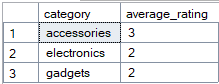 category average_rating
1 accessories 3
2 electronics 2
3 gadgets 2